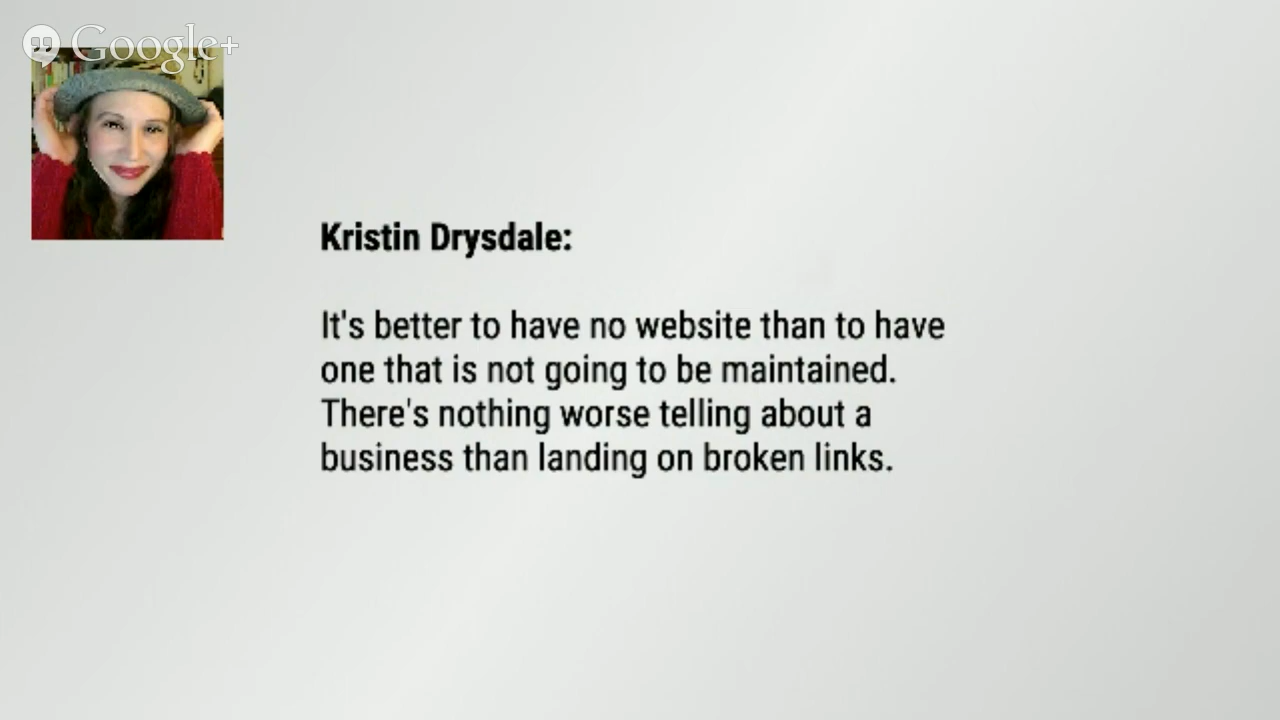 Google+
Kristin Drysdale:
It's better to have no website than to have
one that is not going to be maintained.
There's nothing worse telling about a
business than landing on broken links.